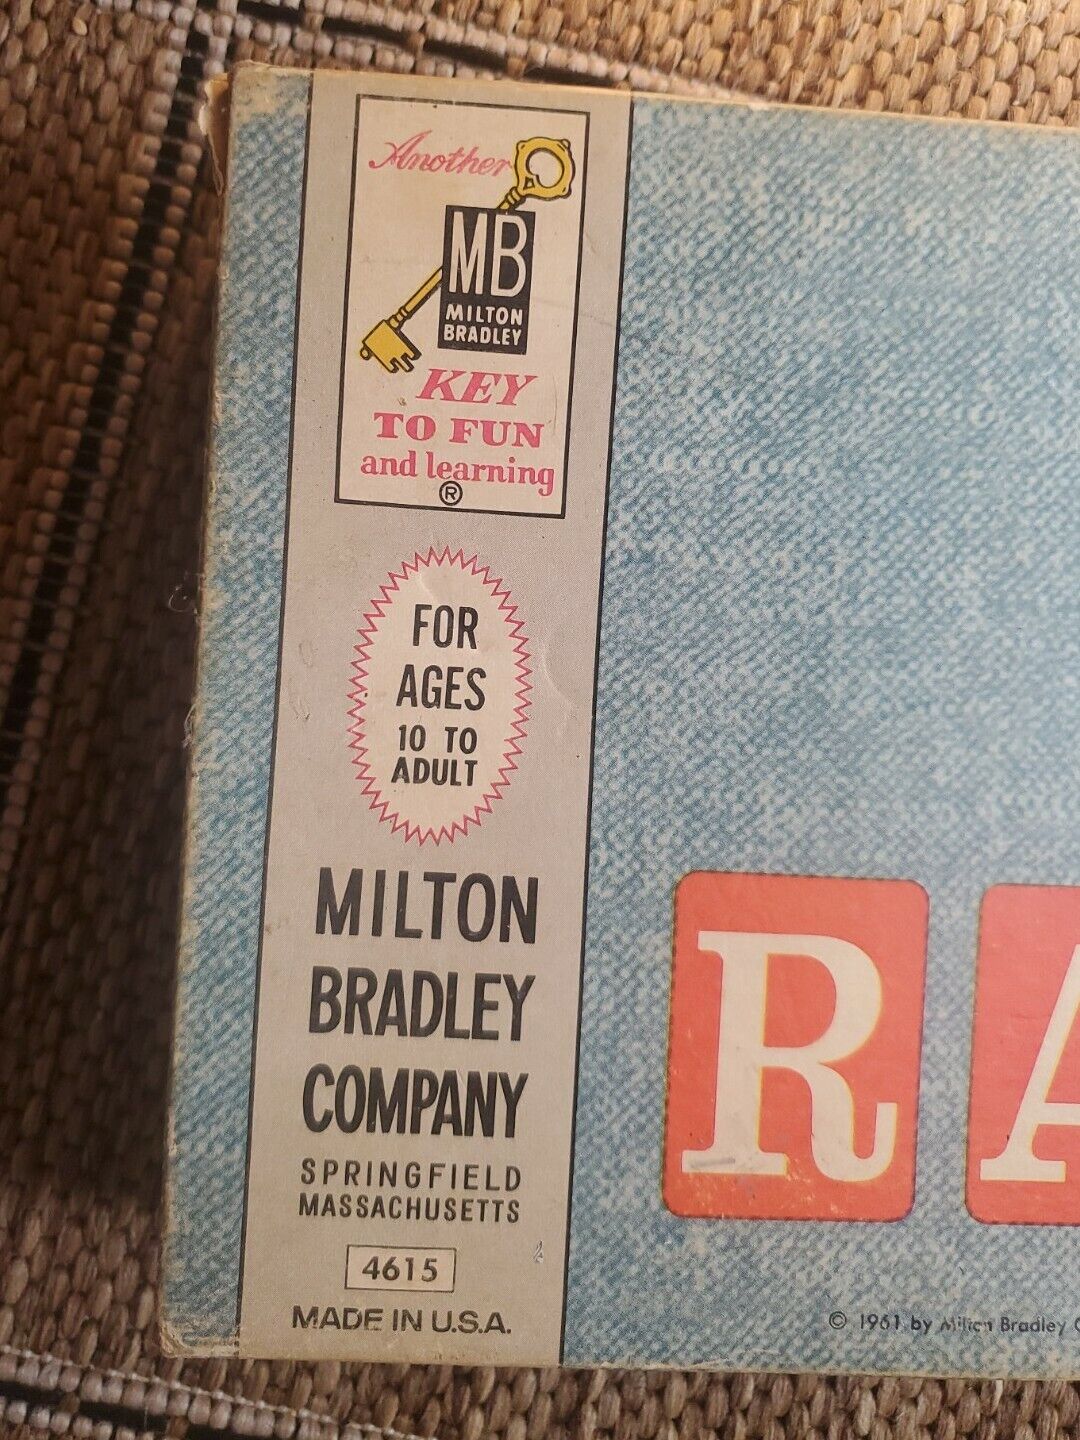 Another
MB
MILTON
BRADLEY
KEY
TO FUN
and learning
®
FOR
AGES
10 TO
ADULT
MILTON
BRADLEY
COMPANY
SPRINGFIELD
MASSACHUSETTS
4615
MADE IN U.S.A.
RA
© 1961 by Milton Bradley C